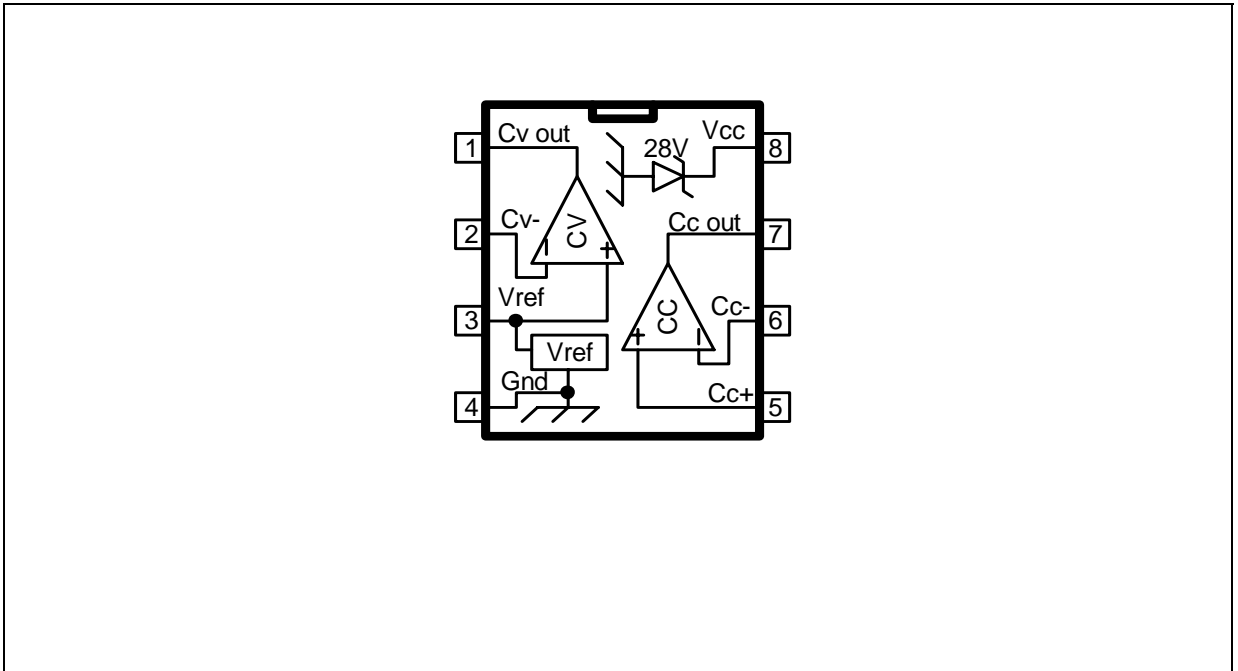 1
Cv out
28V
Vcc
8
2
Cv-
CV
- +
Cc out
7
3
Vref
Vref
CC
+ -
Cc-
6
4
Gnd
Cc+
5